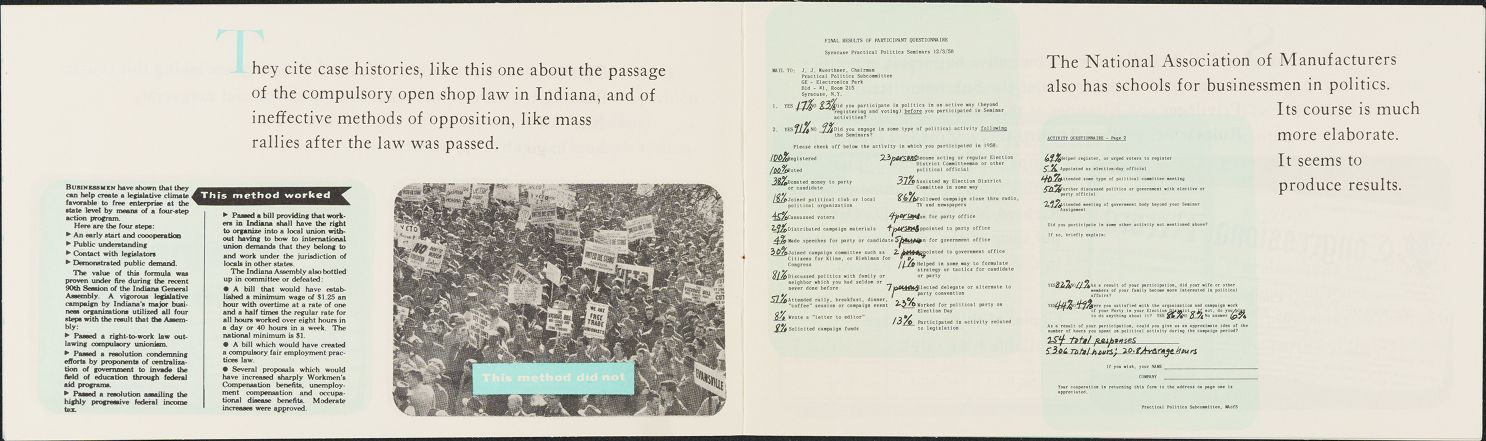 They cite case histories, like this one about the passage
of the compulsory open shop law in Indiana, and of
ineffective methods of opposition, like mass
rallies after the law was passed.
BUSINESSMEN have shown that they
can help create a legislative climate
favorable to free enterprise at the
state level by means of a four-step
action program.
Here are the four steps:
▶ An early start and coooperation
▶ Public understanding
▶ Contact with legislators
▶ Demonstrated public demand.
The value of this formula was
proven under fire during the recent
90th Session of the Indiana General
Assembly. A vigorous legislative
campaign by Indiana's major busi-
ness organizations utilized all four
steps with the result that the Assem-
bly:
▶ Passed a right-to-work law out-
lawing compulsory unionism.
▶ Passed a resolution condemning
efforts by proponents of centraliza-
tion of government to invade the
field of education through federal
aid programs.
▶ Passed a resolution assailing the
highly progressive federal income
tax.
This method worked
▶ Passed a bill providing that work-
ers in Indiana shall have the right
to organize into a local union with-
out having to bow to international
union demands that they belong to
and work under the jurisdiction of
locals in other states.
The Indiana Assembly also bottled
up in committee or defeated:
● A bill that would have estab-
lished a minimum wage of $1.25 an
hour with overtime at a rate of one
and a half times the regular rate for
all hours worked over eight hours in
a day or 40 hours in a week. The
national minimum is $1.
● A bill which would have created
a compulsory fair employment prac-
tices law.
● Several proposals which would
have increased sharply Workmen's
Compensation benefits, unemploy-
ment compensation and occupa-
tional disease benefits. Moderate
increases were approved.
WE ARE
FREE
TRADE
UNIONISTS
EVANSVILLE
This method did not
FINAL RESULTS OF PARTICIPANT QUESTIONNAIRE
Syracuse Practical Politics Seminars 12/3/58
MAIL TO: J. J. Wuerthner, Chairman
Practical Politics Subcommittee
GE - Electronics Park
Bld - #1, Room 215
Syracuse, N.Y.
1. YES 17% NO 83% Did you participate in politics in an active way (beyond
registering and voting) before you participated in Seminar
activities?
2. YES 91% NO 9% Did you engage in some type of political activity following
the Seminars?
Please check off below the activity in which you participated in 1958:
100% Registered
100% Voted
38% Donated money to party
or candidate
18% Joined political club or local
political organization
45% Canvassed voters
29% Distributed campaign materials
4% Made speeches for party or candidate
30% Joined campaign committee such as
Citizens for Kline, or Riehlman for
Congress
81% Discussed politics with family or
neighbor which you had seldom or
never done before
57% Attended rally, breakfast, dinner,
"coffee" session or campaign event
8% Wrote a "letter to editor"
8% Solicited campaign funds
23 persons Become acting or regular Election
District Committeeman or other
political official
37% Assisted my Election District
Committee in some way
86% Followed campaign close thru radio,
TV and newspapers
4 persons Ran for party office
4 persons Appointed to party office
5 persons Ran for government office
2 persons Appointed to government office
11% Helped in some way to formulate
strategy or tactics for candidate
or party
7 persons Elected delegate or alternate to
party convention
23% Worked for political party on
Election Day
13% Participated in activity related
to legislation
The National Association of Manufacturers
also has schools for businessmen in politics.
Its course is much
more elaborate.
It seems to
produce results.
ACTIVITY QUESTIONNAIRE - Page 2
69% Helped register, or urged voters to register
5% Appointed as election-day official
40% Attended some type of political committee meeting
50% Further discussed politics or government with elective or
party official
29% Attended meeting of government body beyond your Seminar
Assignment
Did you participate in some other activity not mentioned above?
If so, briefly explain:
YES 82% NO 11% As a result of your participation, did your wife or other
members of your family become more interested in political
affairs?
YES 44% 49% Were you satisfied with the organization and campaign work
of your Party in your Election District? If not, do you plan
to do anything about it? YES 86% NO 8% No answer 6%
As a result of your participation, could you give us an approximate idea of the
number of hours you spent on political activity during the campaign period?
254 Total Responses
5306 Total hours; 20.8 Average Hours
If you wish, your NAME
COMPANY
Your cooperation in returning this form to the address on page one is
appreciated.
Practical Politics Subcommittee, MAofS